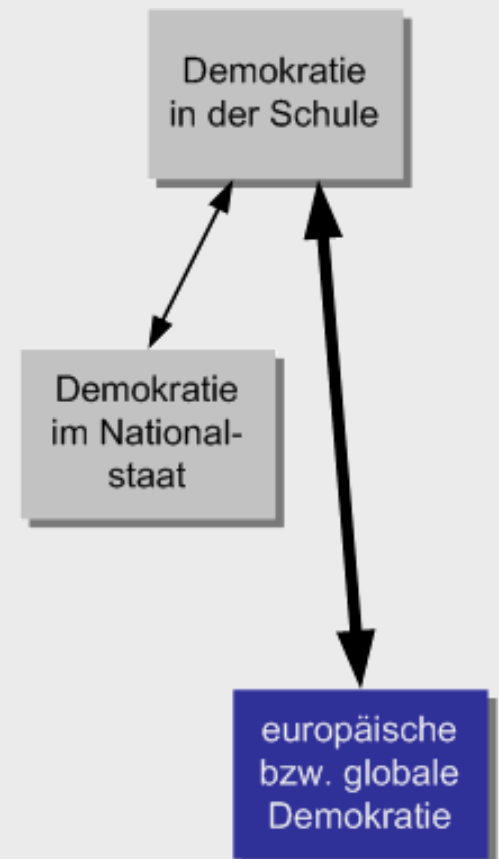 Demokratie
in der Schule
Demokratie
im National-
staat
europäische
bzw. globale
Demokratie